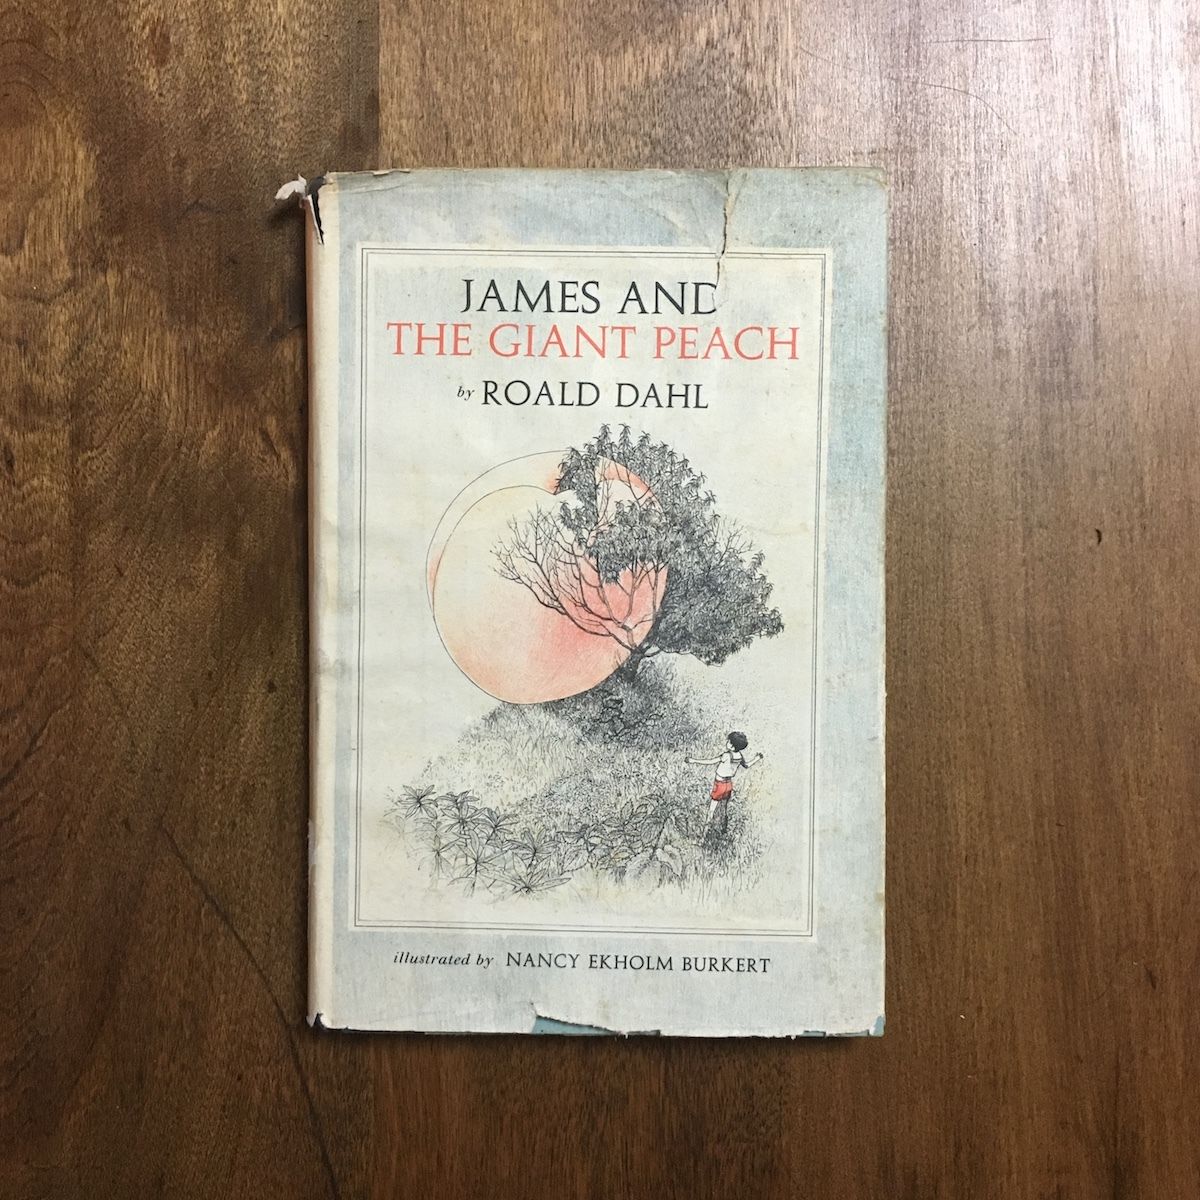 JAMES AND
THE GIANT PEACH
by ROALD DAHL
illustrated by NANCY EKHOLM BURKERT